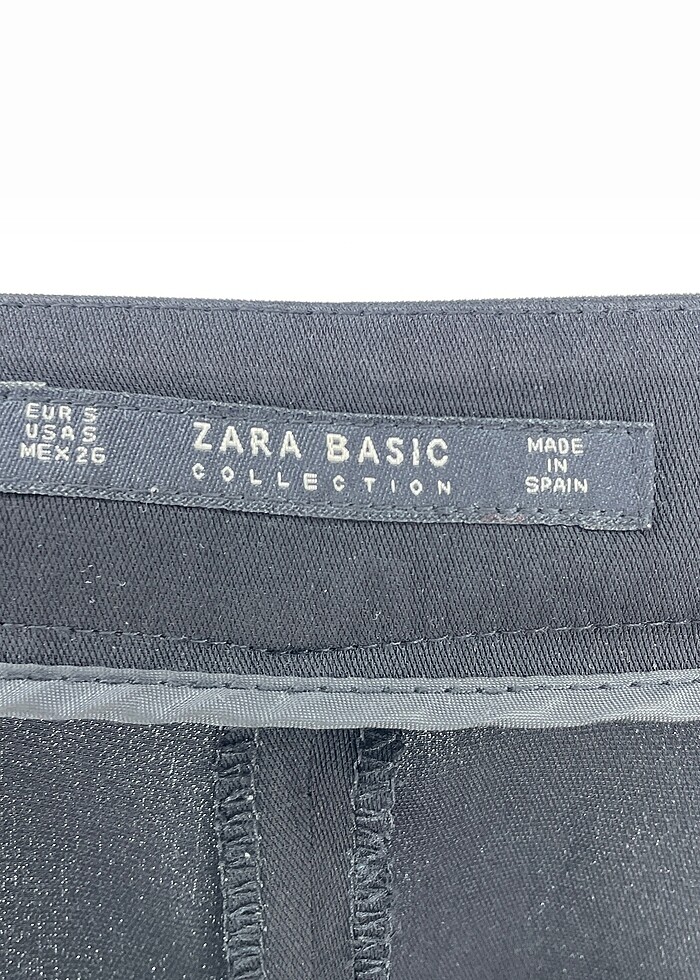 EUR S
USA S
MEX 26
ZARA BASIC
COLLECTION
MADE
IN
SPAIN